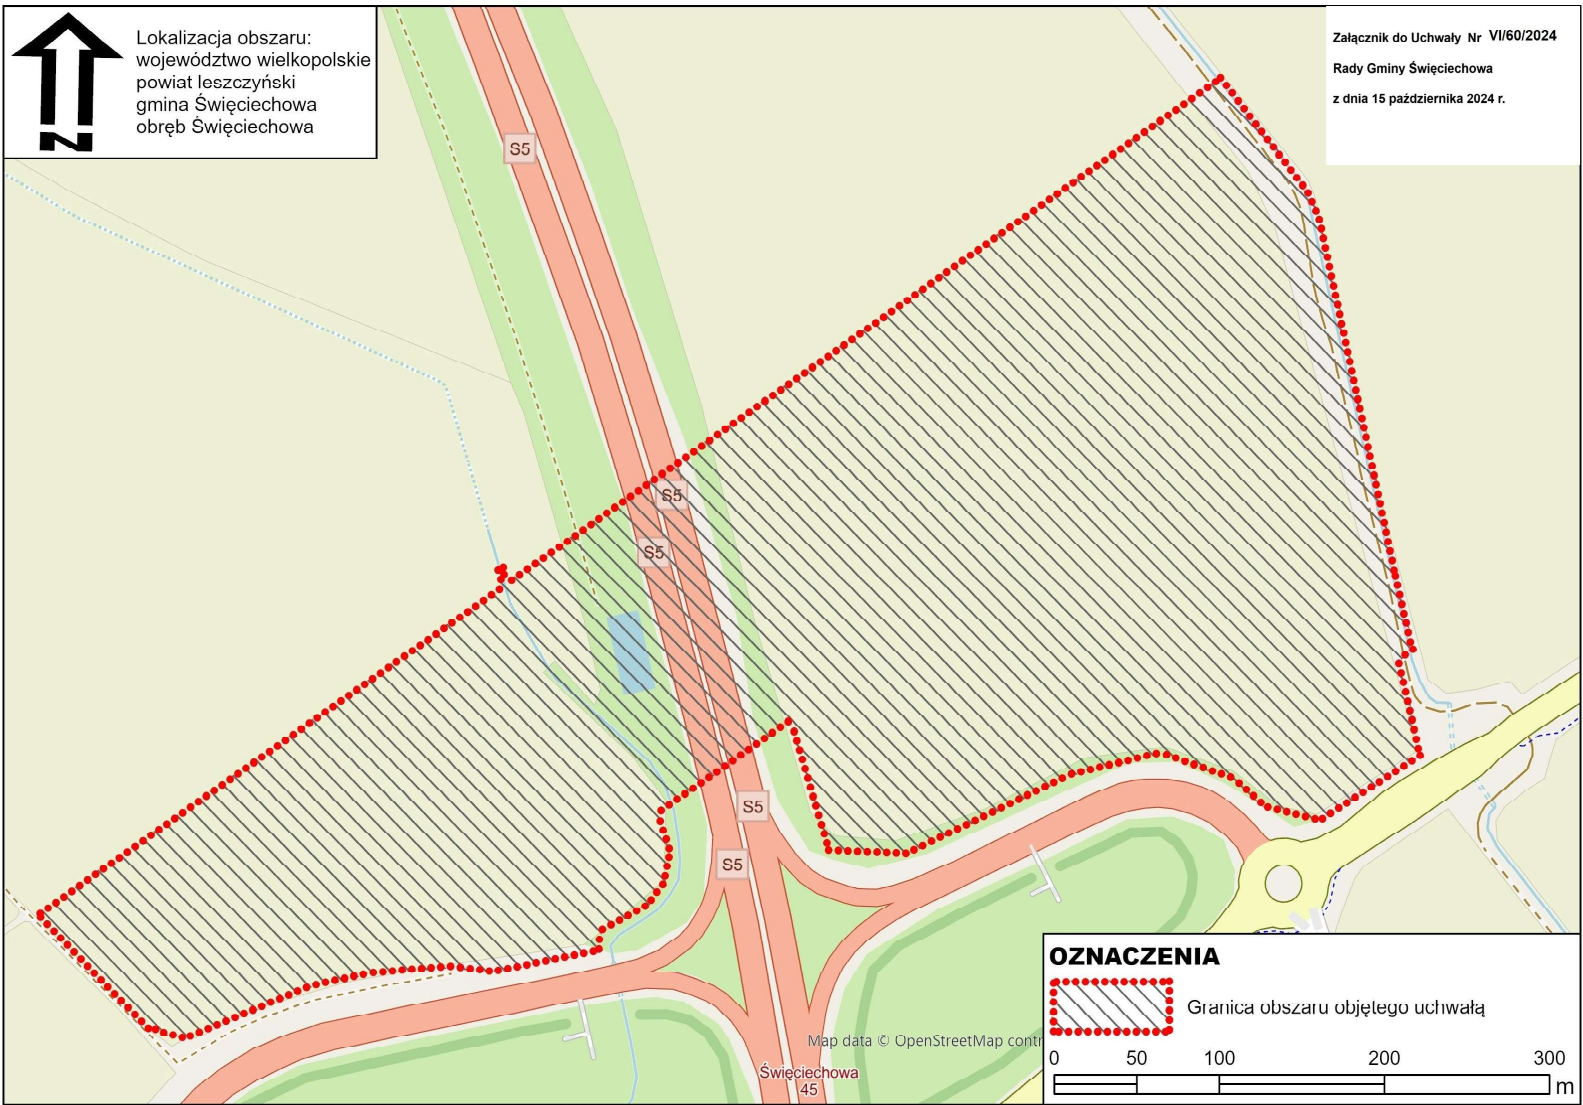 Lokalizacja obszaru:
województwo wielkopolskie
powiat leszczyński
gmina Święciechowa
obręb Święciechowa
N
Załącznik do Uchwały Nr VI/60/2024
Rady Gminy Święciechowa
z dnia 15 października 2024 r.
S5
S5
S5
S5
S5
Map data © OpenStreetMap contr
Święciechowa
45
OZNACZENIA
Granica obszaru objętego uchwałą
0 50 100 200 300
m